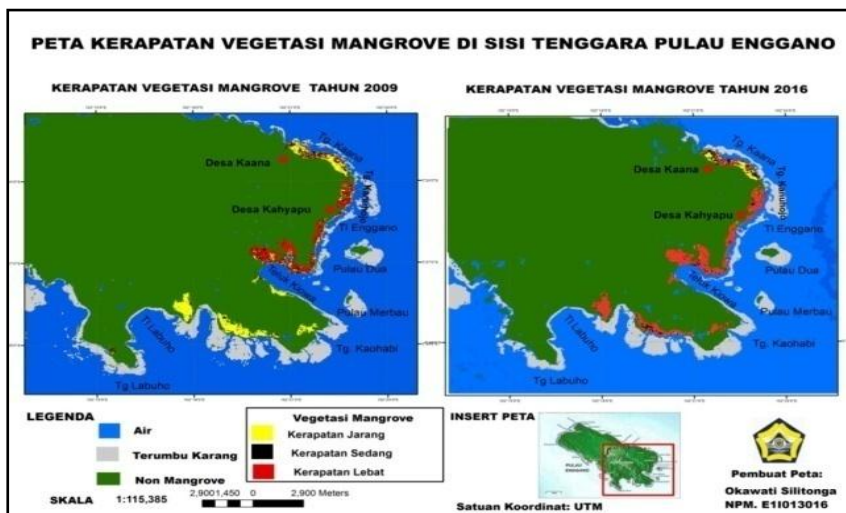 PETA KERAPATAN VEGETASI MANGROVE DI SISI TENGGARA PULAU ENGGANO
KERAPATAN VEGETASI MANGROVE TAHUN 2009
Tg. Kaana
Desa Kaana
Desa Kahyapu
Tl Enggano
Pulau Dua
Teluk Kiowa
Pulau Merbau
Tl Labuho
Tg. Kaohabi
Tg Labuho
KERAPATAN VEGETASI MANGROVE TAHUN 2016
Tg. Kaana
Desa Kaana
Desa Kahyapu
Tl Enggano
Pulau Dua
Teluk Kiowa
Pulau Merbau
Tl Labuho
Tg. Kaohabi
Tg Labuho
LEGENDA
Air
Terumbu Karang
Non Mangrove
Vegetasi Mangrove
Kerapatan Jarang
Kerapatan Sedang
Kerapatan Lebat
SKALA 1:115,385
2,9001,450 0 2,900 Meters
INSERT PETA
PULAU
ENGGANO
Satuan Koordinat: UTM
Pembuat Peta:
Okawati Silitonga
NPM. E1I013016